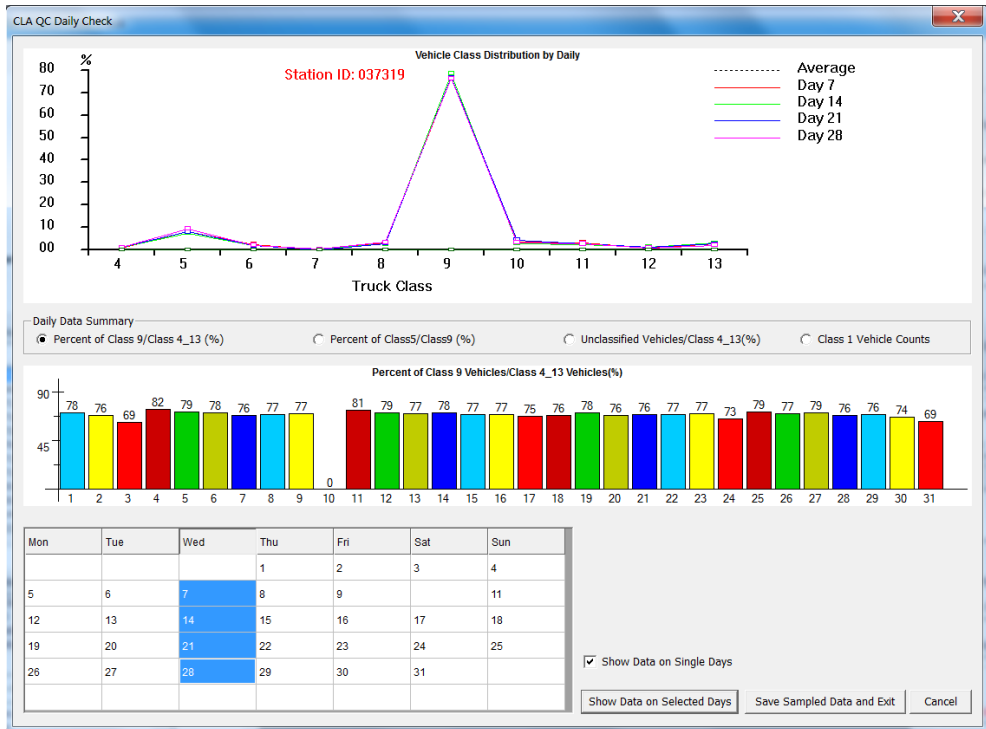 CLA QC Daily Check
Vehicle Class Distribution by Daily
%
Station ID: 037319
80
70
60
50
40
30
20
10
00
4 5 6 7 8 9 10 11 12 13
Truck Class
Average
Day 7
Day 14
Day 21
Day 28
Daily Data Summary
Percent of Class 9/Class 4_13 (%) Percent of Class5/Class9 (%) Unclassified Vehicles/Class 4_13(%) Class 1 Vehicle Counts
Percent of Class 9 Vehicles/Class 4_13 Vehicles(%)
90
45
78 76 69 82 79 78 76 77 77 0 81 79 77 78 77 77 75 76 78 76 76 77 77 73 79 77 79 76 76 74 69
1 2 3 4 5 6 7 8 9 10 11 12 13 14 15 16 17 18 19 20 21 22 23 24 25 26 27 28 29 30 31
Mon Tue Wed Thu Fri Sat Sun
1 2 3 4
5 6 7 8 9 11
12 13 14 15 16 17 18
19 20 21 22 23 24 25
26 27 28 29 30 31
Show Data on Single Days
Show Data on Selected Days Save Sampled Data and Exit Cancel